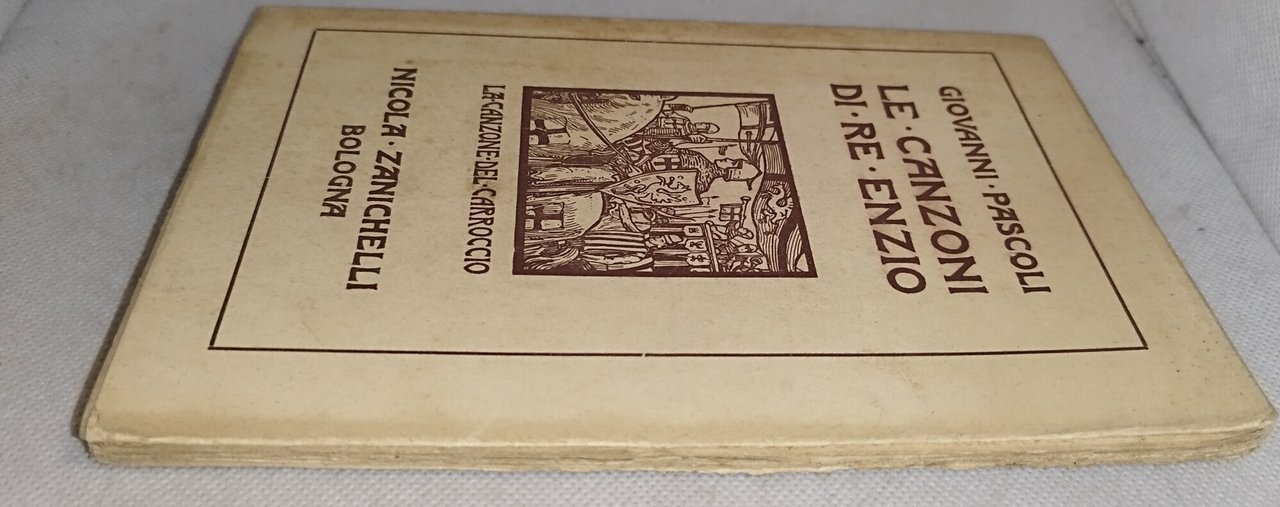 GIOVANNI · PASCOLI
LE · CANZONI
DI · RE · ENZIO
LA · CANZONE · DEL · CARROCCIO
NICOLA · ZANICHELLI
BOLOGNA